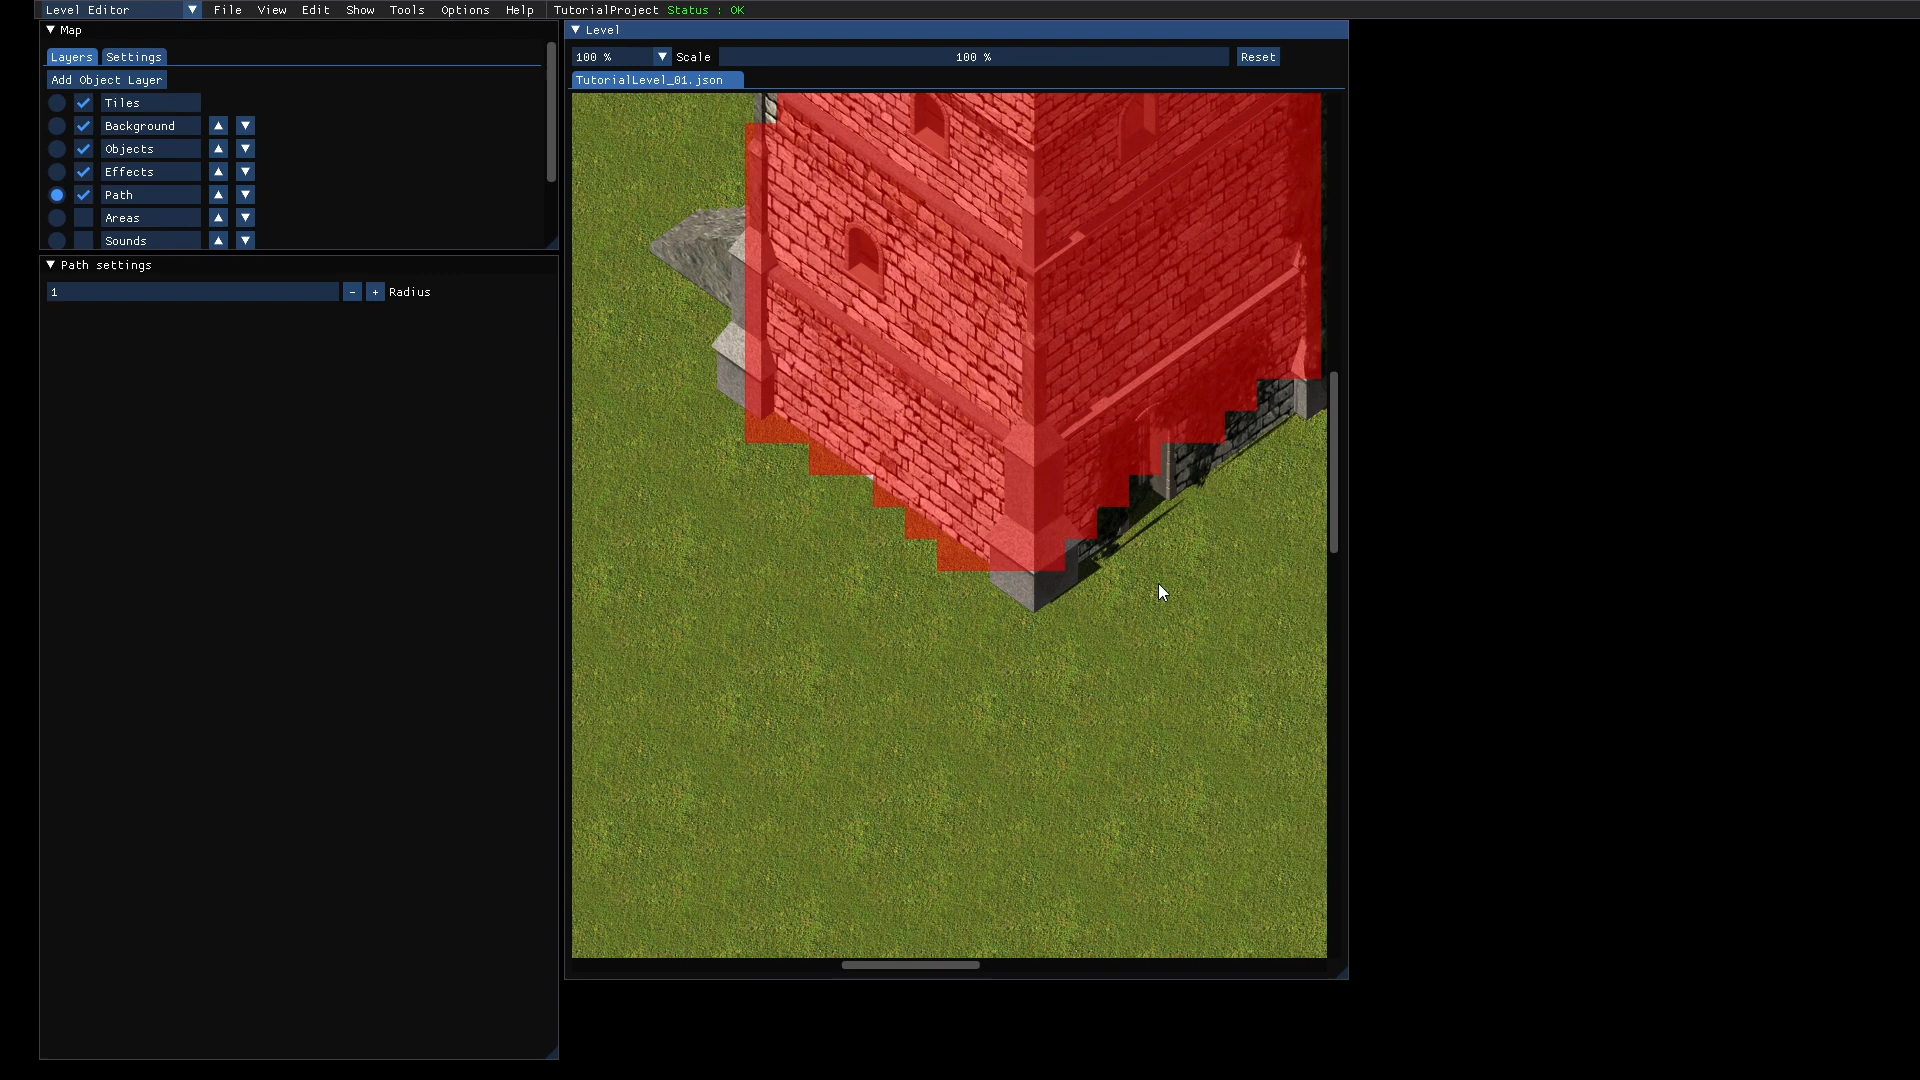 Level Editor File View Edit Show Tools Options Help TutorialProject Status : OK
Map
Layers Settings
Add Object Layer
Tiles
Background
Objects
Effects
Path
Areas
Sounds
Path settings
1 - + Radius
Level
100 % Scale 100 % Reset
TutorialLevel_01.json